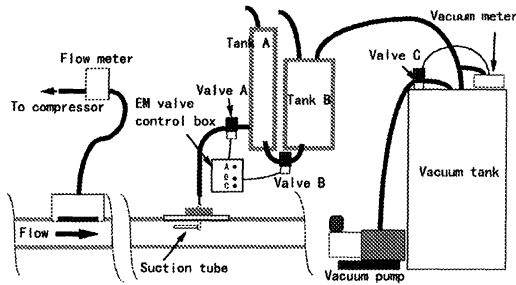 Vacuum meter
Tank A
Flow meter
Valve C
Valve A
To compressor
EM valve
control box
Tank B
A
B
C
Vacuum tank
Valve B
Flow
Suction tube
Vacuum pump